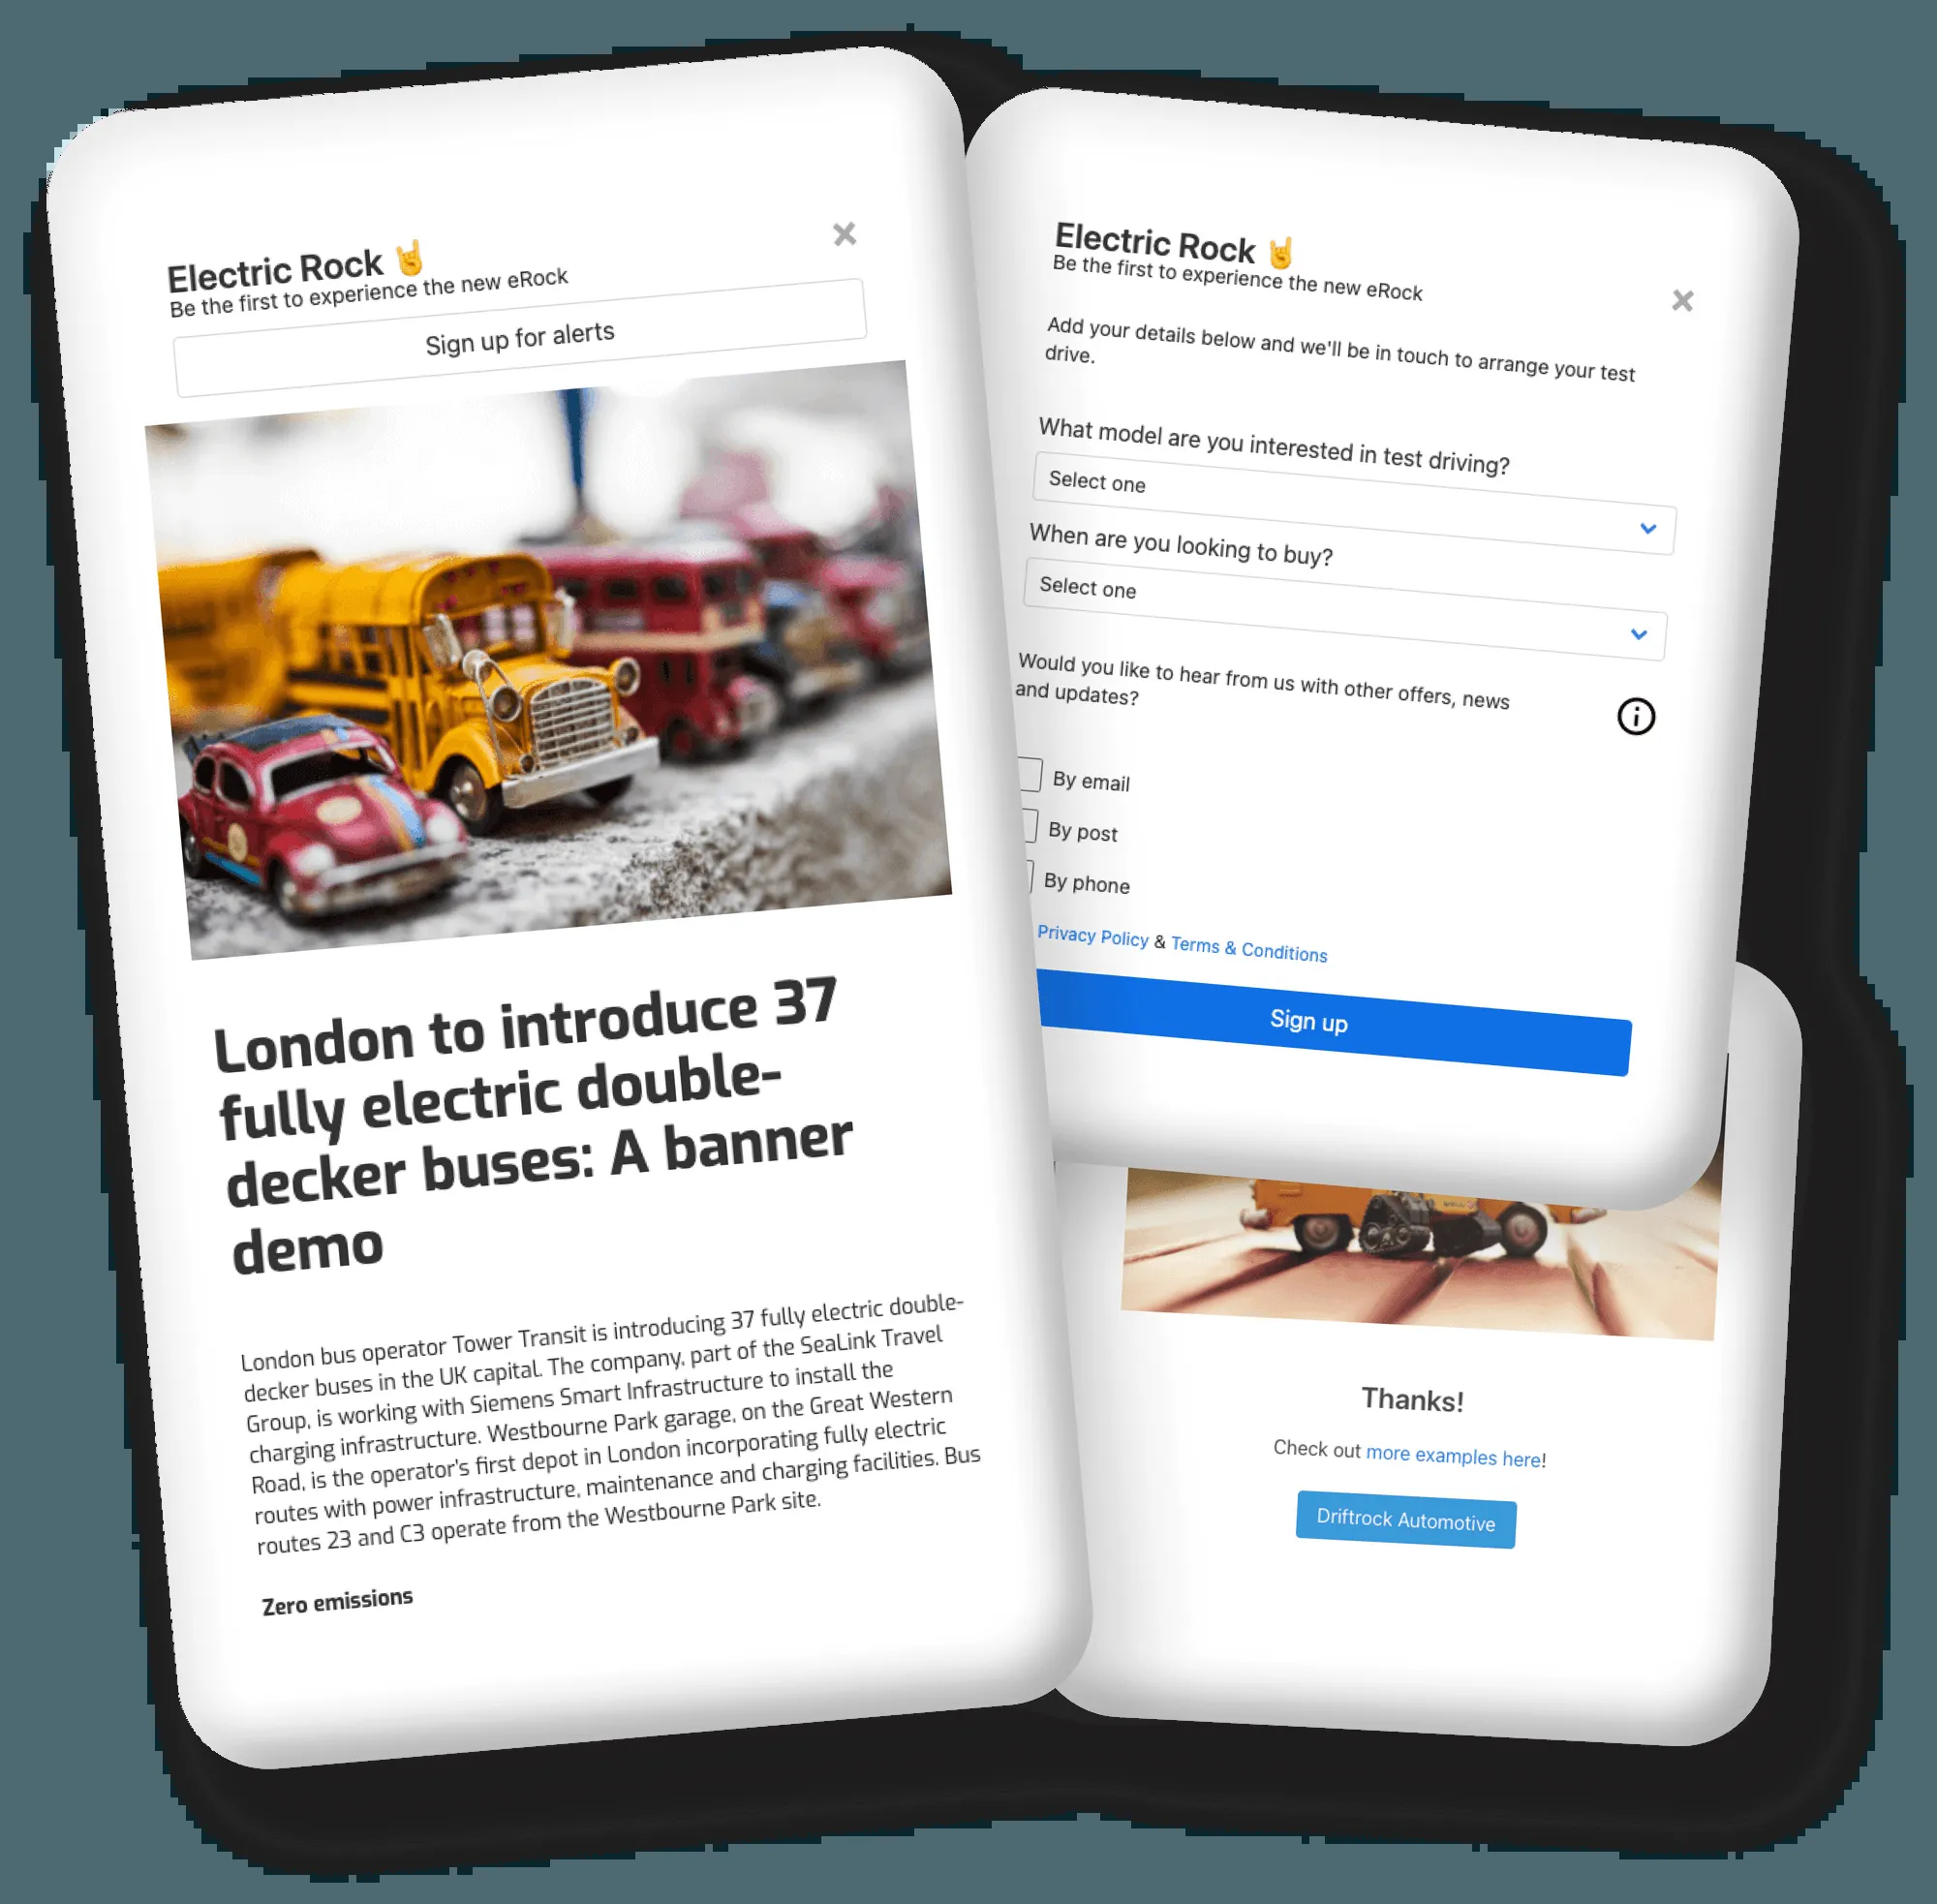 Electric Rock 🤘
Be the first to experience the new eRock
Sign up for alerts
London to introduce 37
fully electric double-
decker buses: A banner
demo
London bus operator Tower Transit is introducing 37 fully electric double-
decker buses in the UK capital. The company, part of the SeaLink Travel
Group, is working with Siemens Smart Infrastructure to install the
charging infrastructure. Westbourne Park garage, on the Great Western
Road, is the operator's first depot in London incorporating fully electric
routes with power infrastructure, maintenance and charging facilities. Bus
routes 23 and C3 operate from the Westbourne Park site.
Zero emissions
Electric Rock 🤘
Be the first to experience the new eRock
Add your details below and we'll be in touch to arrange your test
drive.
What model are you interested in test driving?
Select one
When are you looking to buy?
Select one
Would you like to hear from us with other offers, news
and updates?
By email
By post
By phone
Privacy Policy & Terms & Conditions
Sign up
Thanks!
Check out more examples here!
Driftrock Automotive